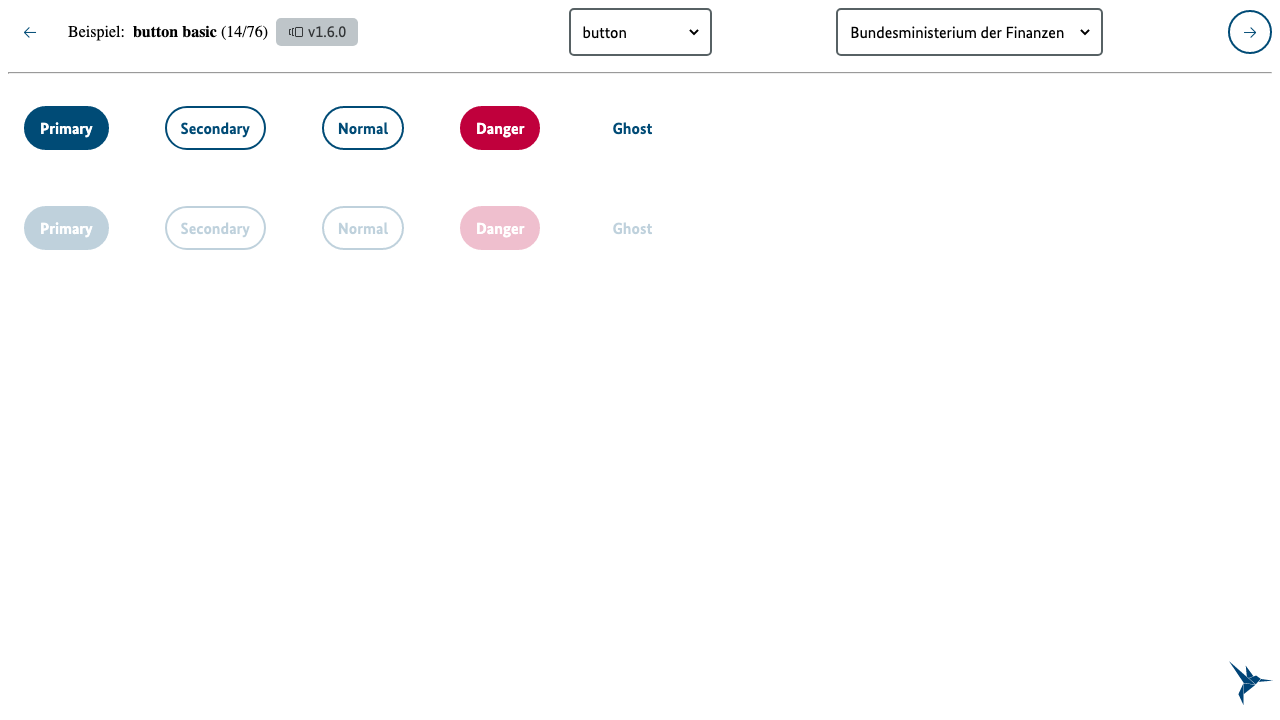 Beispiel: button basic (14/76) v1.6.0 button Bundesministerium der Finanzen
Primary Secondary Normal Danger Ghost
Primary Secondary Normal Danger Ghost